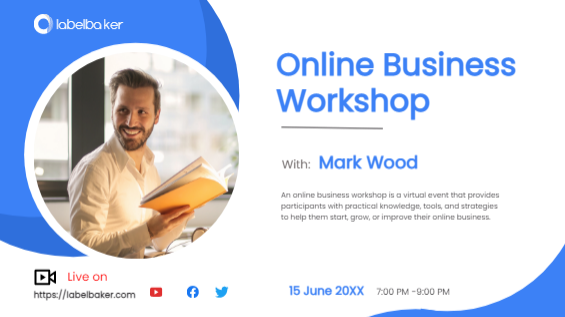 labelbaker
Online Business
Workshop
With: Mark Wood
An online business workshop is a virtual event that provides
participants with practical knowledge, tools, and strategies
to help them start, grow, or improve their online business.
Live on
https://labelbaker.com
15 June 20XX 7:00 PM -9:00 PM